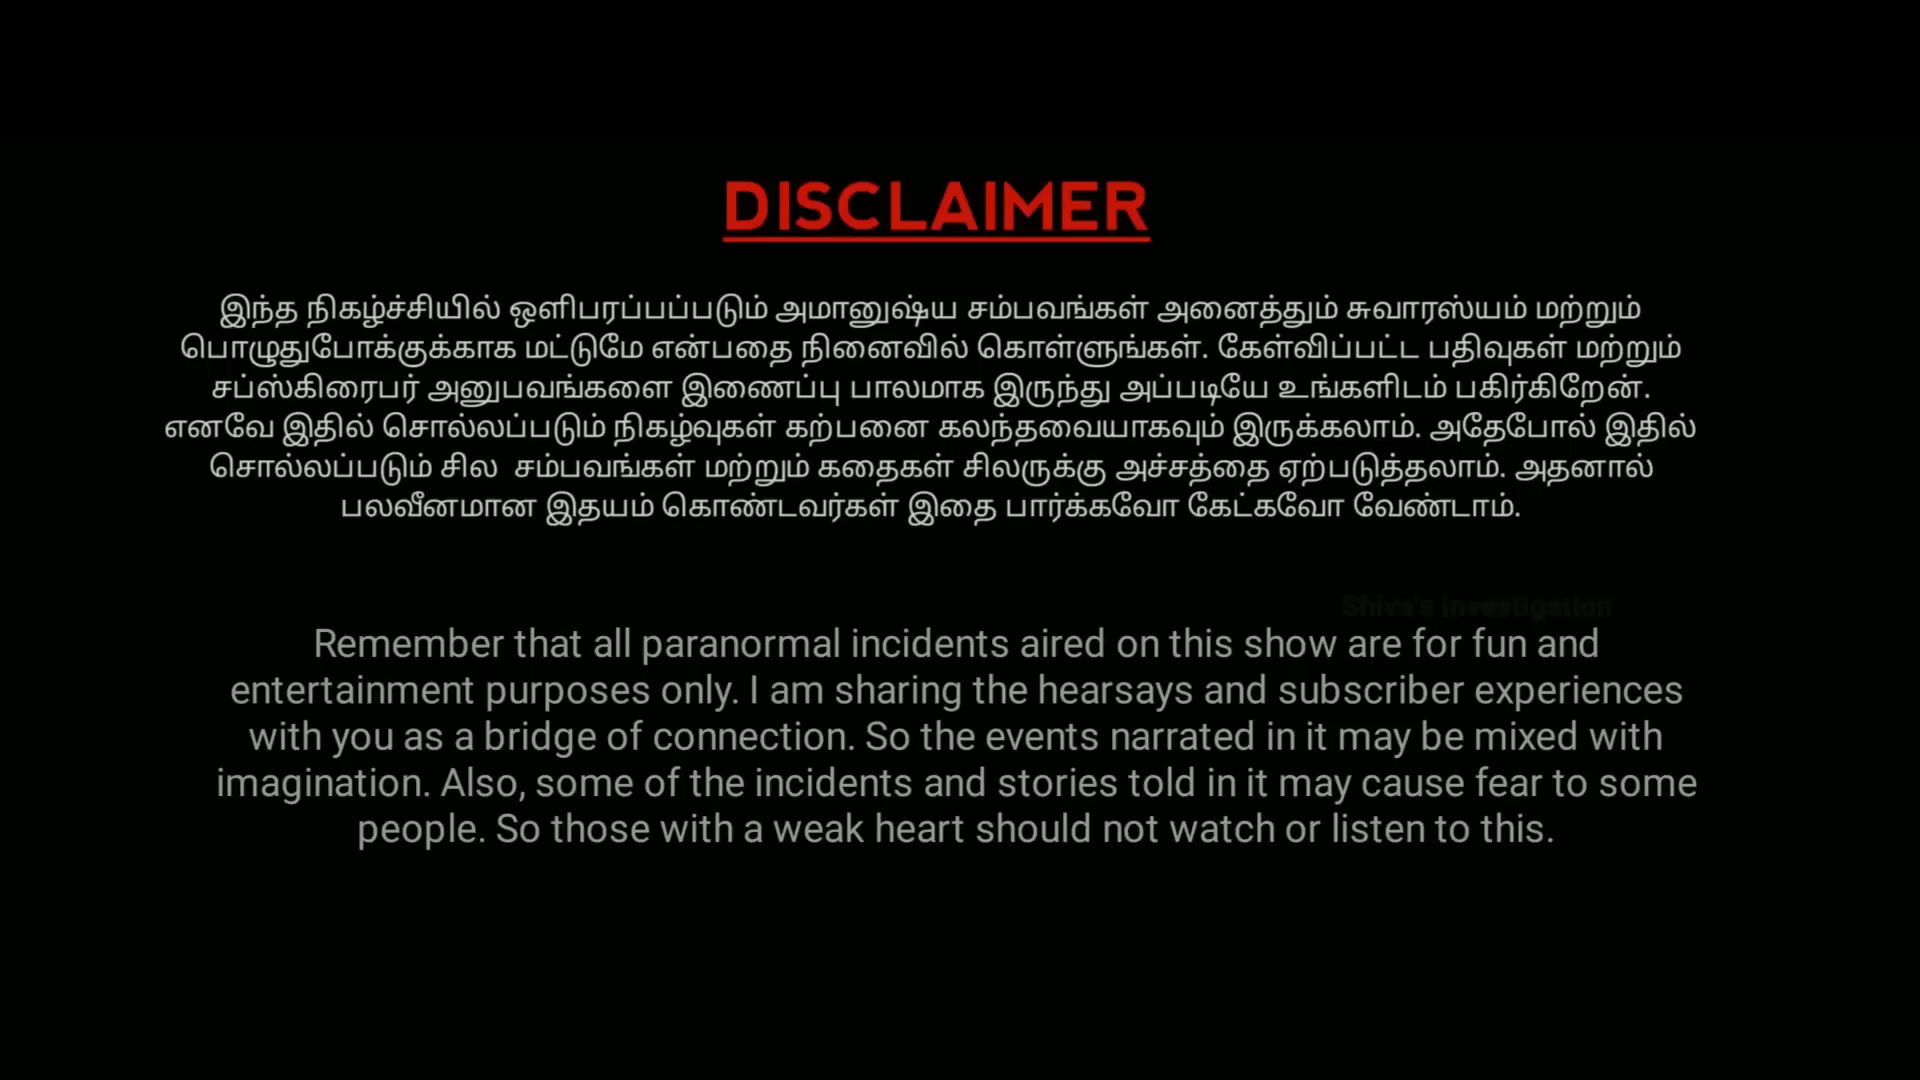 DISCLAIMER
இந்த நிகழ்ச்சியில் ஒளிபரப்பப்படும் அமானுஷ்ய சம்பவங்கள் அனைத்தும் சுவாரஸ்யம் மற்றும்
பொழுதுபோக்குக்காக மட்டுமே என்பதை நினைவில் கொள்ளுங்கள். கேள்விப்பட்ட பதிவுகள் மற்றும்
சப்ஸ்கிரைபர் அனுபவங்களை இணைப்பு பாலமாக இருந்து அப்படியே உங்களிடம் பகிர்கிறேன்.
எனவே இதில் சொல்லப்படும் நிகழ்வுகள் கற்பனை கலந்தவையாகவும் இருக்கலாம். அதேபோல் இதில்
சொல்லப்படும் சில சம்பவங்கள் மற்றும் கதைகள் சிலருக்கு அச்சத்தை ஏற்படுத்தலாம். அதனால்
பலவீனமான இதயம் கொண்டவர்கள் இதை பார்க்கவோ கேட்கவோ வேண்டாம்.
Shiva's investigation
Remember that all paranormal incidents aired on this show are for fun and
entertainment purposes only. I am sharing the hearsays and subscriber experiences
with you as a bridge of connection. So the events narrated in it may be mixed with
imagination. Also, some of the incidents and stories told in it may cause fear to some
people. So those with a weak heart should not watch or listen to this.